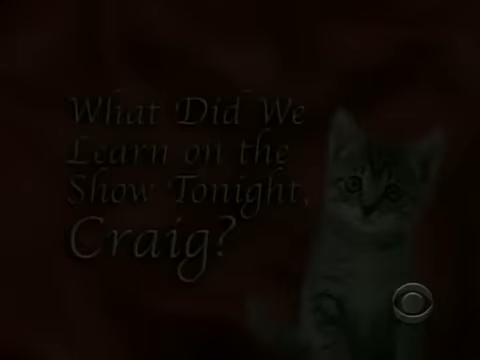 What Did We
Learn on the
Show Tonight,
Craig?